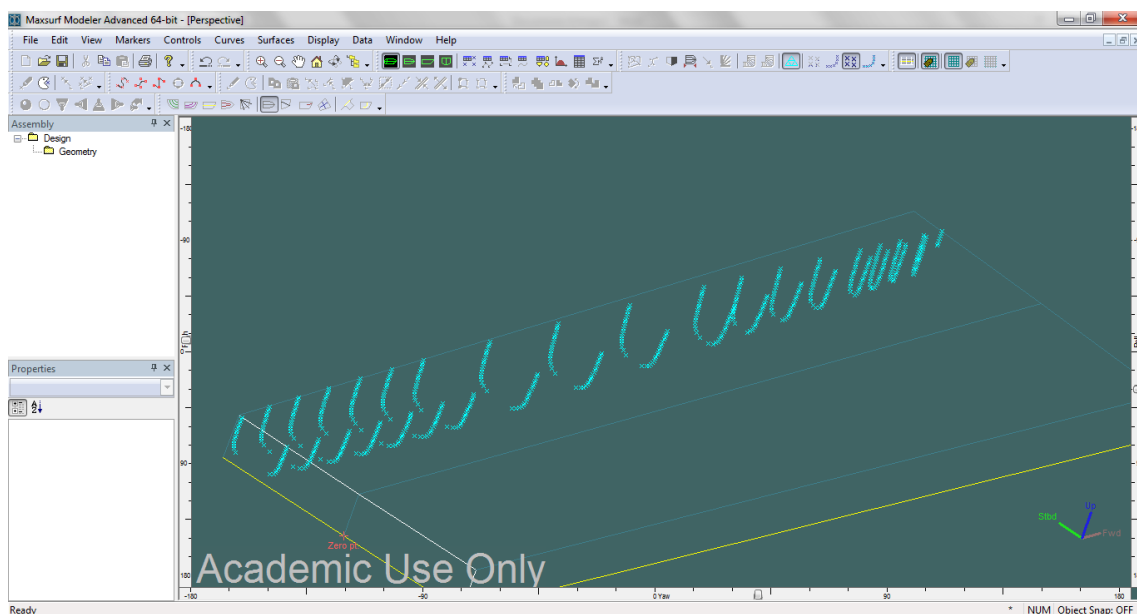 Maxsurf Modeler Advanced 64-bit - [Perspective]
File Edit View Markers Controls Curves Surfaces Display Data Window Help
Assembly
Design
Geometry
Properties
-180
-90
90
180
Zero pt.
Stbd
Up
Fwd
Academic Use Only
-180
-90
0 Yaw
90
180
Ready
* NUM Object Snap: OFF